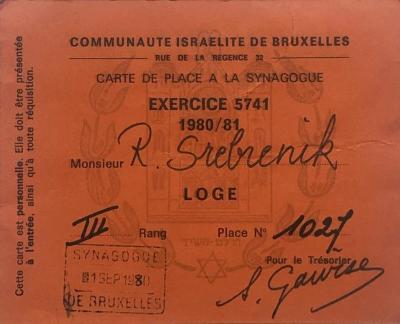 COMMUNAUTE ISRAELITE DE BRUXELLES
RUE DE LA REGENCE 32
CARTE DE PLACE A LA SYNAGOGUE
EXERCICE 5741
1980/81
Monsieur R. Srebrenik
LOGE
III Rang Place N° 1027
Pour le Trésorier
SYNAGOGUE
SEP 1980
DE BRUXELLES
Cette carte est personnelle. Elle doit être présentée
à l'entrée, ainsi qu'à toute réquisition.